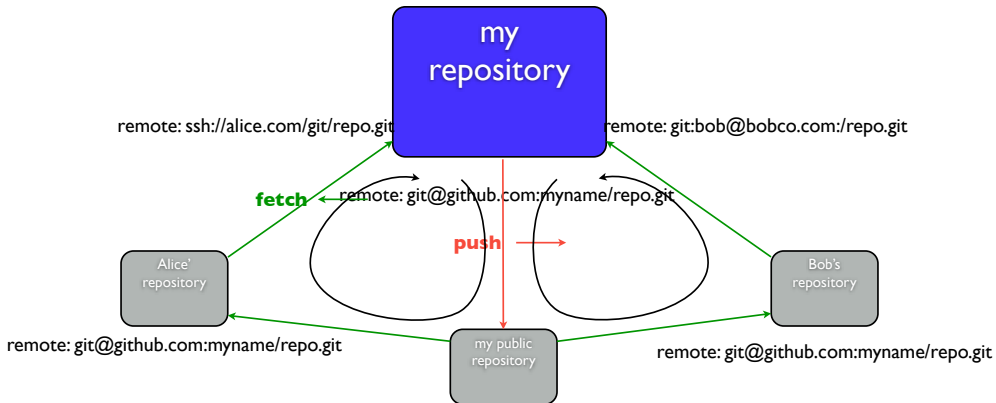 my
repository
remote: ssh://alice.com/git/repo.git
remote: git:bob@bobco.com:/repo.git
remote: git@github.com:myname/repo.git
fetch
push
Alice'
repository
Bob's
repository
remote: git@github.com:myname/repo.git
my public
repository
remote: git@github.com:myname/repo.git